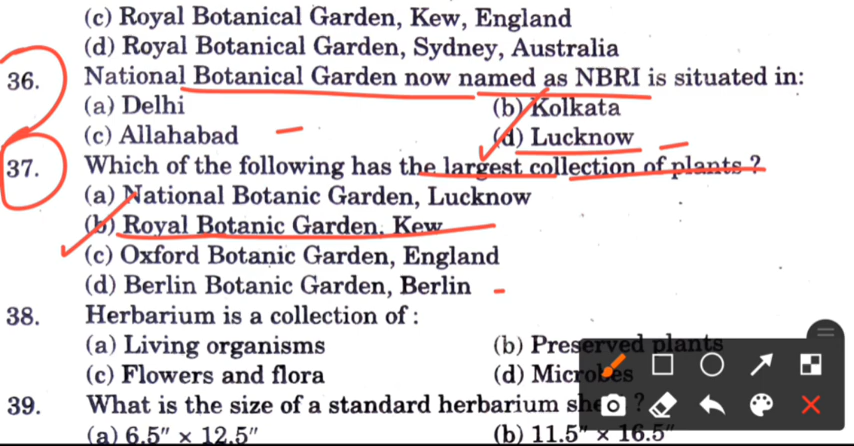 (c) Royal Botanical Garden, Kew, England
(d) Royal Botanical Garden, Sydney, Australia
36. National Botanical Garden now named as NBRI is situated in:
(a) Delhi (b) Kolkata
(c) Allahabad (d) Lucknow
37. Which of the following has the largest collection of plants ?
(a) National Botanic Garden, Lucknow
(b) Royal Botanic Garden, Kew
(c) Oxford Botanic Garden, England
(d) Berlin Botanic Garden, Berlin
38. Herbarium is a collection of :
(a) Living organisms (b) Preserved plants
(c) Flowers and flora (d) Microbes
39. What is the size of a standard herbarium ?
(a) 6.5″ × 12.5″ (b) 11.5″ × 16.5″